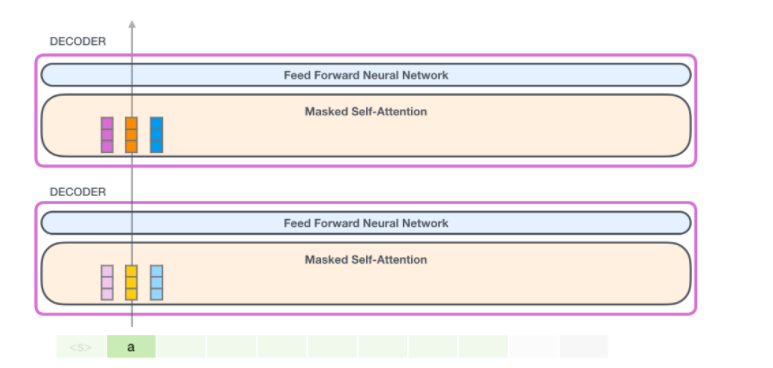 DECODER
Feed Forward Neural Network
Masked Self-Attention
DECODER
Feed Forward Neural Network
Masked Self-Attention
<s> a